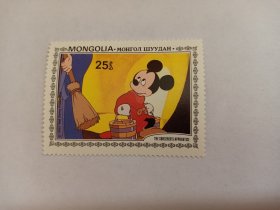 MONGOLIA-МОНГОЛ ШУУДАН
25
THE SORCERER'S APPRENTICE